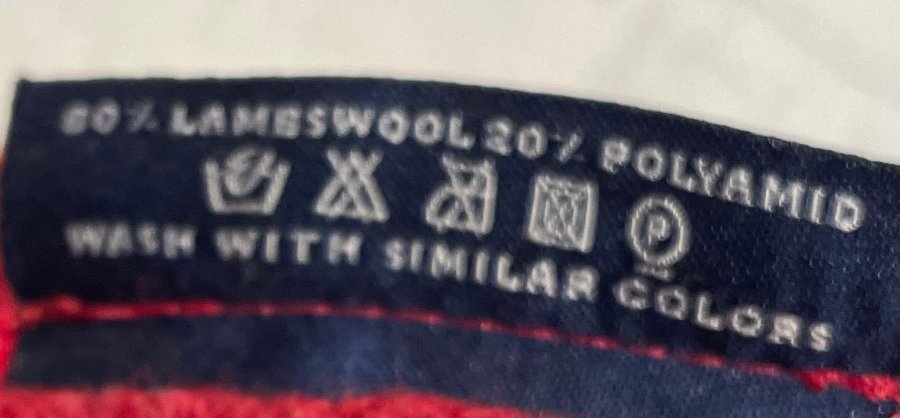 80% LAMBSWOOL 20% POLYAMID
P
WASH WITH SIMILAR COLORS